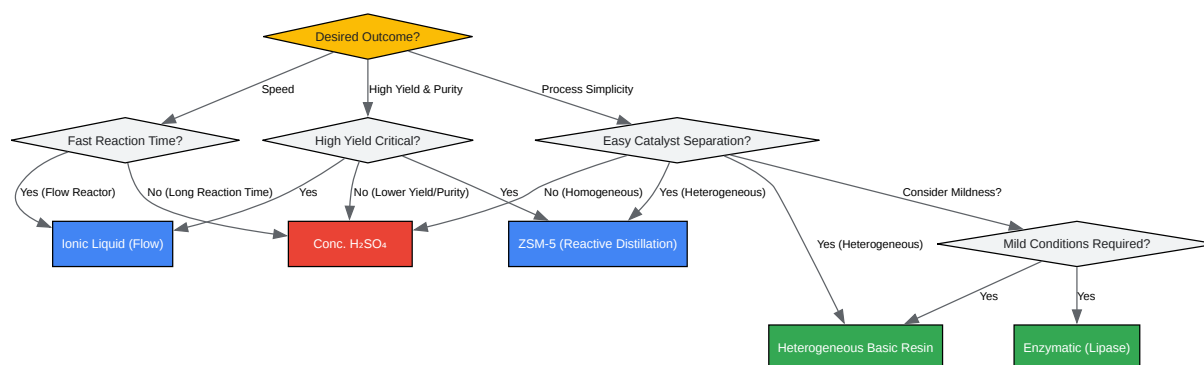 Desired Outcome?
Speed
High Yield & Purity
Process Simplicity
Fast Reaction Time?
High Yield Critical?
Easy Catalyst Separation?
Yes (Flow Reactor)
No (Long Reaction Time)
Yes
No (Lower Yield/Purity)
Yes
No (Homogeneous)
Yes (Heterogeneous)
Consider Mildness?
Ionic Liquid (Flow)
Conc. H₂SO₄
ZSM-5 (Reactive Distillation)
Yes (Heterogeneous)
Mild Conditions Required?
Yes
Yes
Heterogeneous Basic Resin
Enzymatic (Lipase)